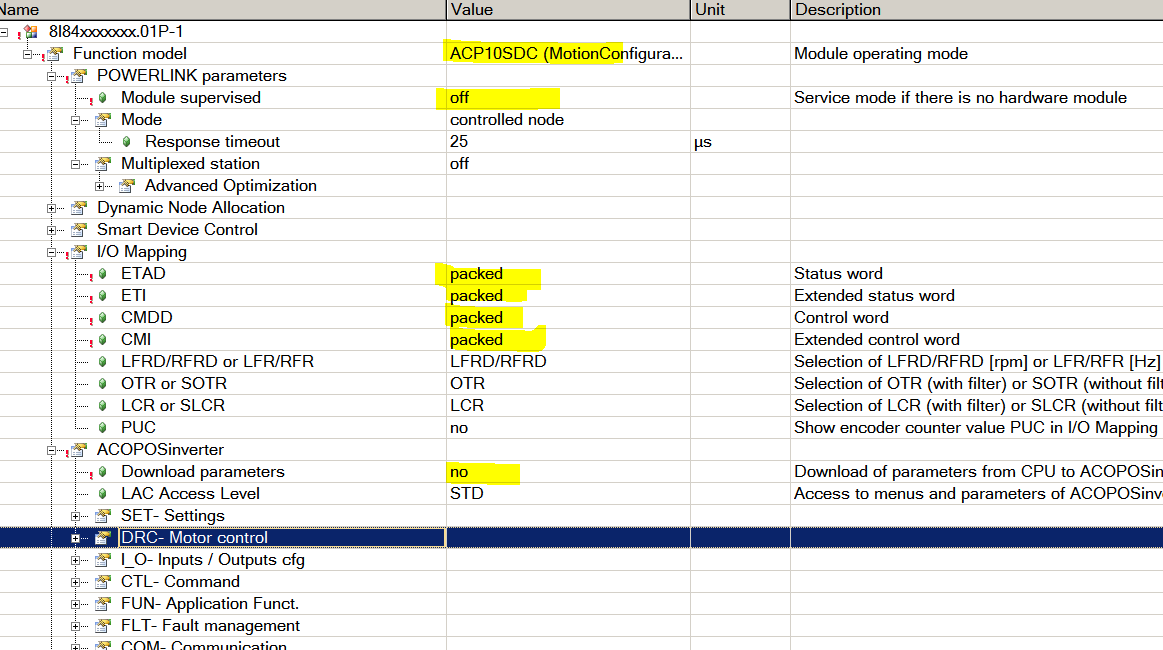 Name Value Unit Description
8I84xxxxxxx.01P-1
Function model ACP10SDC (MotionConfigura... Module operating mode
POWERLINK parameters
Module supervised off Service mode if there is no hardware module
Mode controlled node
Response timeout 25 µs
Multiplexed station off
Advanced Optimization
Dynamic Node Allocation
Smart Device Control
I/O Mapping
ETAD packed Status word
ETI packed Extended status word
CMDD packed Control word
CMI packed Extended control word
LFRD/RFRD or LFR/RFR LFRD/RFRD Selection of LFRD/RFRD [rpm] or LFR/RFR [Hz]
OTR or SOTR OTR Selection of OTR (with filter) or SOTR (without filt
LCR or SLCR LCR Selection of LCR (with filter) or SLCR (without filt
PUC no Show encoder counter value PUC in I/O Mapping
ACOPOSinverter
Download parameters no Download of parameters from CPU to ACOPOSin
LAC Access Level STD Access to menus and parameters of ACOPOSinve
SET- Settings
DRC- Motor control
I_O- Inputs / Outputs cfg
CTL- Command
FUN- Application Funct.
FLT- Fault management
COM- Communication